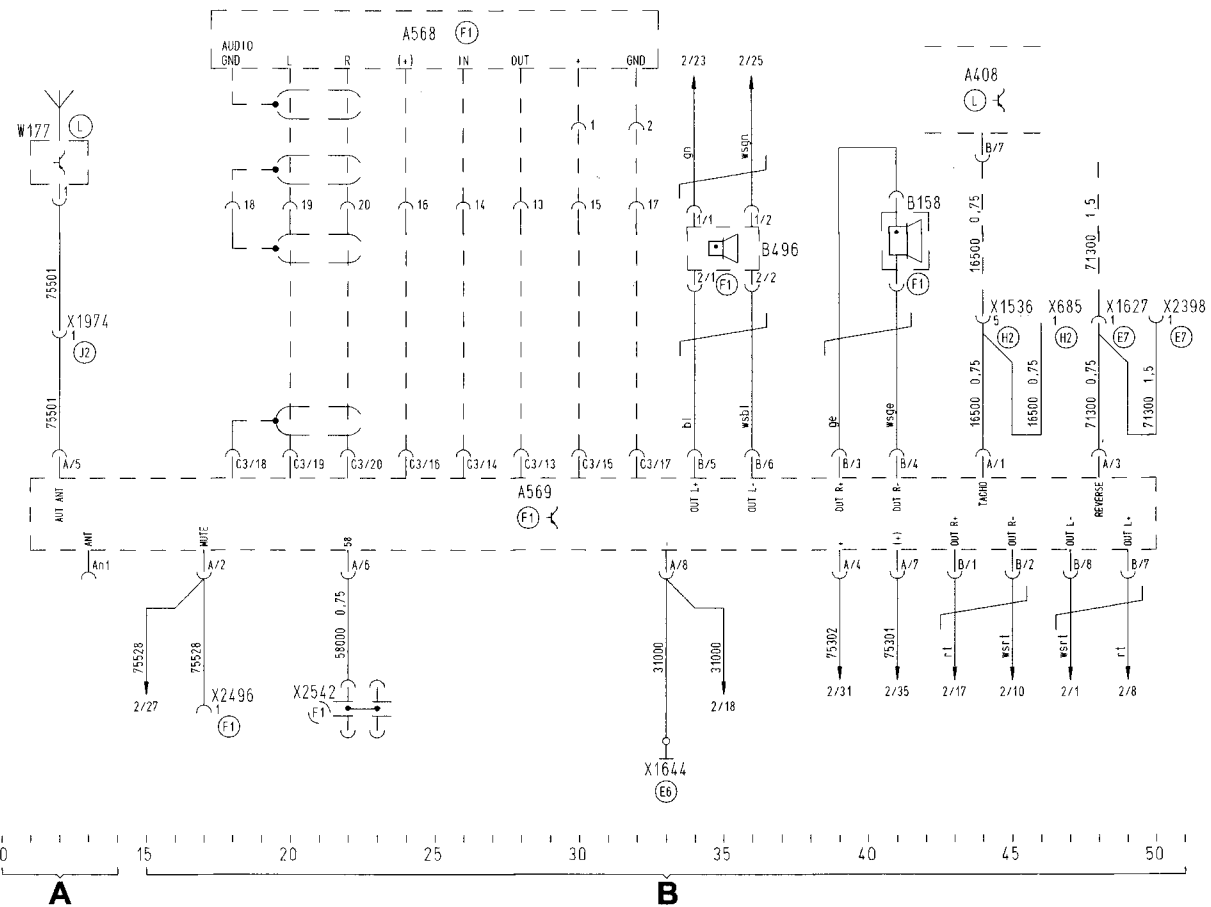 A568 F1
AUDIO
GND L R (+) IN OUT + GND
2/23 2/25
A408
L
W177 L
1
1 2
gn wsgn
B/7
18 19 20 16 14 13 15 17
1/1 1/2
B158
B496
2/1 F1 2/2
F1
16500 0,75
71300 1,5
75501
X1974
1
J2
X1536 X685 X1627 X2398
5 1 1 1
H2 H2 E7 E7
75501
bl wsbl ge wsge
16500 0,75 16500 0,75 71300 0,75 71300 1,5
A/5 C3/18 C3/19 C3/20 C3/16 C3/14 C3/13 C3/15 C3/17 B/5 B/6 B/3 B/4 A/1 A/3
AUT ANT
A569
F1
OUT L+ OUT L- OUT R+ OUT R- TACHO REVERSE
ANT MUTE 58 - + (+) OUT R+ OUT R- OUT L- OUT L+
An1 A/2 A/6 A/8 A/4 A/7 B/1 B/2 B/8 B/7
75528 75528 58000 0,75 31000 31000 75302 75301 rt wsrt wsrt rt
2/27
X2496
1
F1
X2542
F1
2/18
2/31 2/35 2/17 2/10 2/1 2/8
X1644
E6
0 15 20 25 30 35 40 45 50
A B